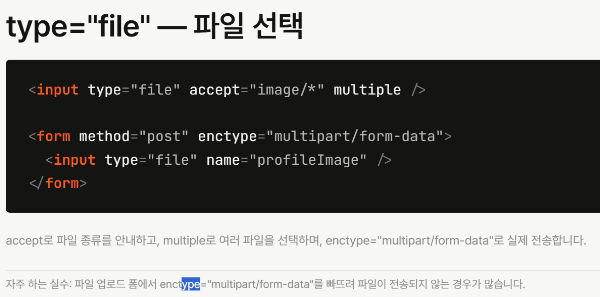 type="file" — 파일 선택
<input type="file" accept="image/*" multiple />
<form method="post" enctype="multipart/form-data">
<input type="file" name="profileImage" />
</form>
accept로 파일 종류를 안내하고, multiple로 여러 파일을 선택하며, enctype="multipart/form-data"로 실제 전송합니다.
자주 하는 실수: 파일 업로드 폼에서 enctype="multipart/form-data"를 빠뜨려 파일이 전송되지 않는 경우가 많습니다.